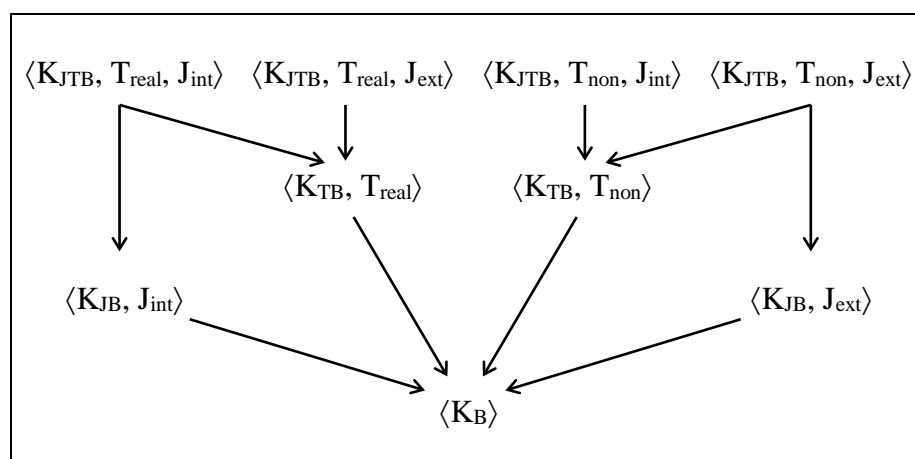 ⟨K_JTB, T_real, J_int⟩ ⟨K_JTB, T_real, J_ext⟩ ⟨K_JTB, T_non, J_int⟩ ⟨K_JTB, T_non, J_ext⟩
⟨K_TB, T_real⟩ ⟨K_TB, T_non⟩
⟨K_JB, J_int⟩ ⟨K_JB, J_ext⟩
⟨K_B⟩